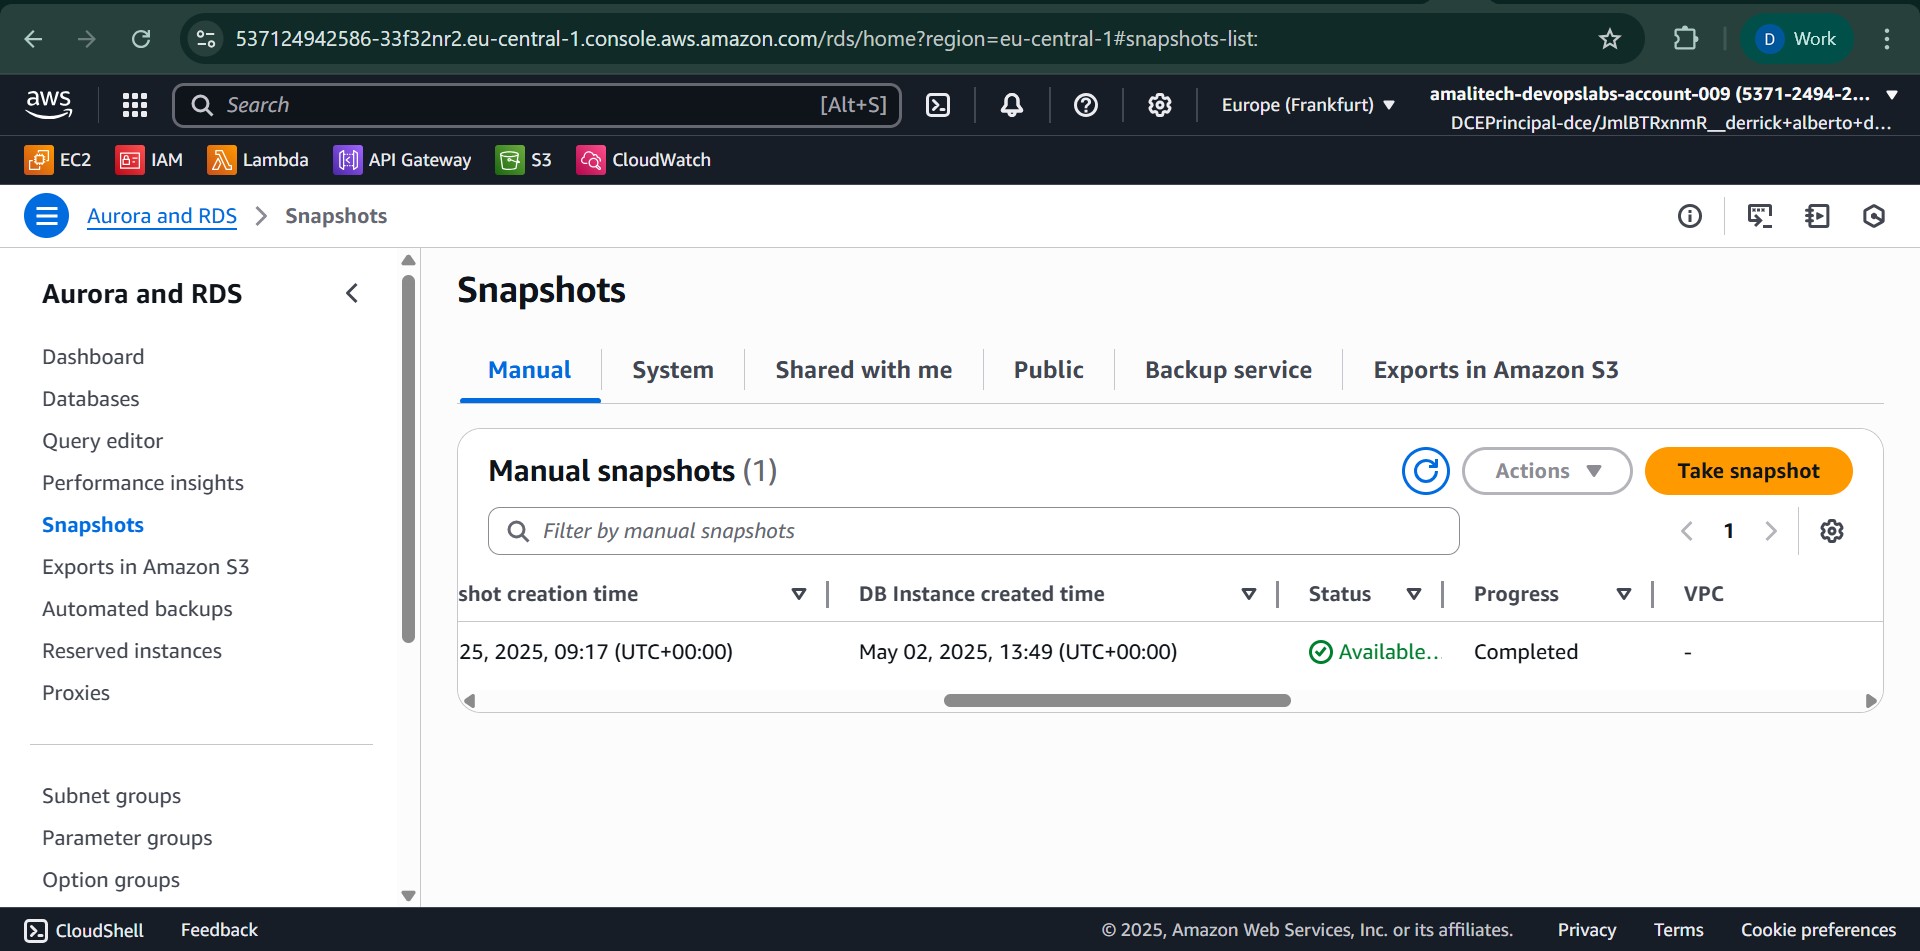 537124942586-33f32nr2.eu-central-1.console.aws.amazon.com/rds/home?region=eu-central-1#snapshots-list:
D Work
aws
Search [Alt+S]
Europe (Frankfurt)
amalitech-devopslabs-account-009 (5371-2494-2...
DCEPrincipal-dce/JmlBTRxnmR__derrick+alberto+d...
EC2 IAM Lambda API Gateway S3 CloudWatch
Aurora and RDS > Snapshots
Aurora and RDS
Dashboard
Databases
Query editor
Performance insights
Snapshots
Exports in Amazon S3
Automated backups
Reserved instances
Proxies
Subnet groups
Parameter groups
Option groups
Snapshots
Manual System Shared with me Public Backup service Exports in Amazon S3
Manual snapshots (1)
Actions Take snapshot
Filter by manual snapshots
1
shot creation time DB Instance created time Status Progress VPC
25, 2025, 09:17 (UTC+00:00) May 02, 2025, 13:49 (UTC+00:00) Available... Completed -
CloudShell Feedback © 2025, Amazon Web Services, Inc. or its affiliates. Privacy Terms Cookie preferences